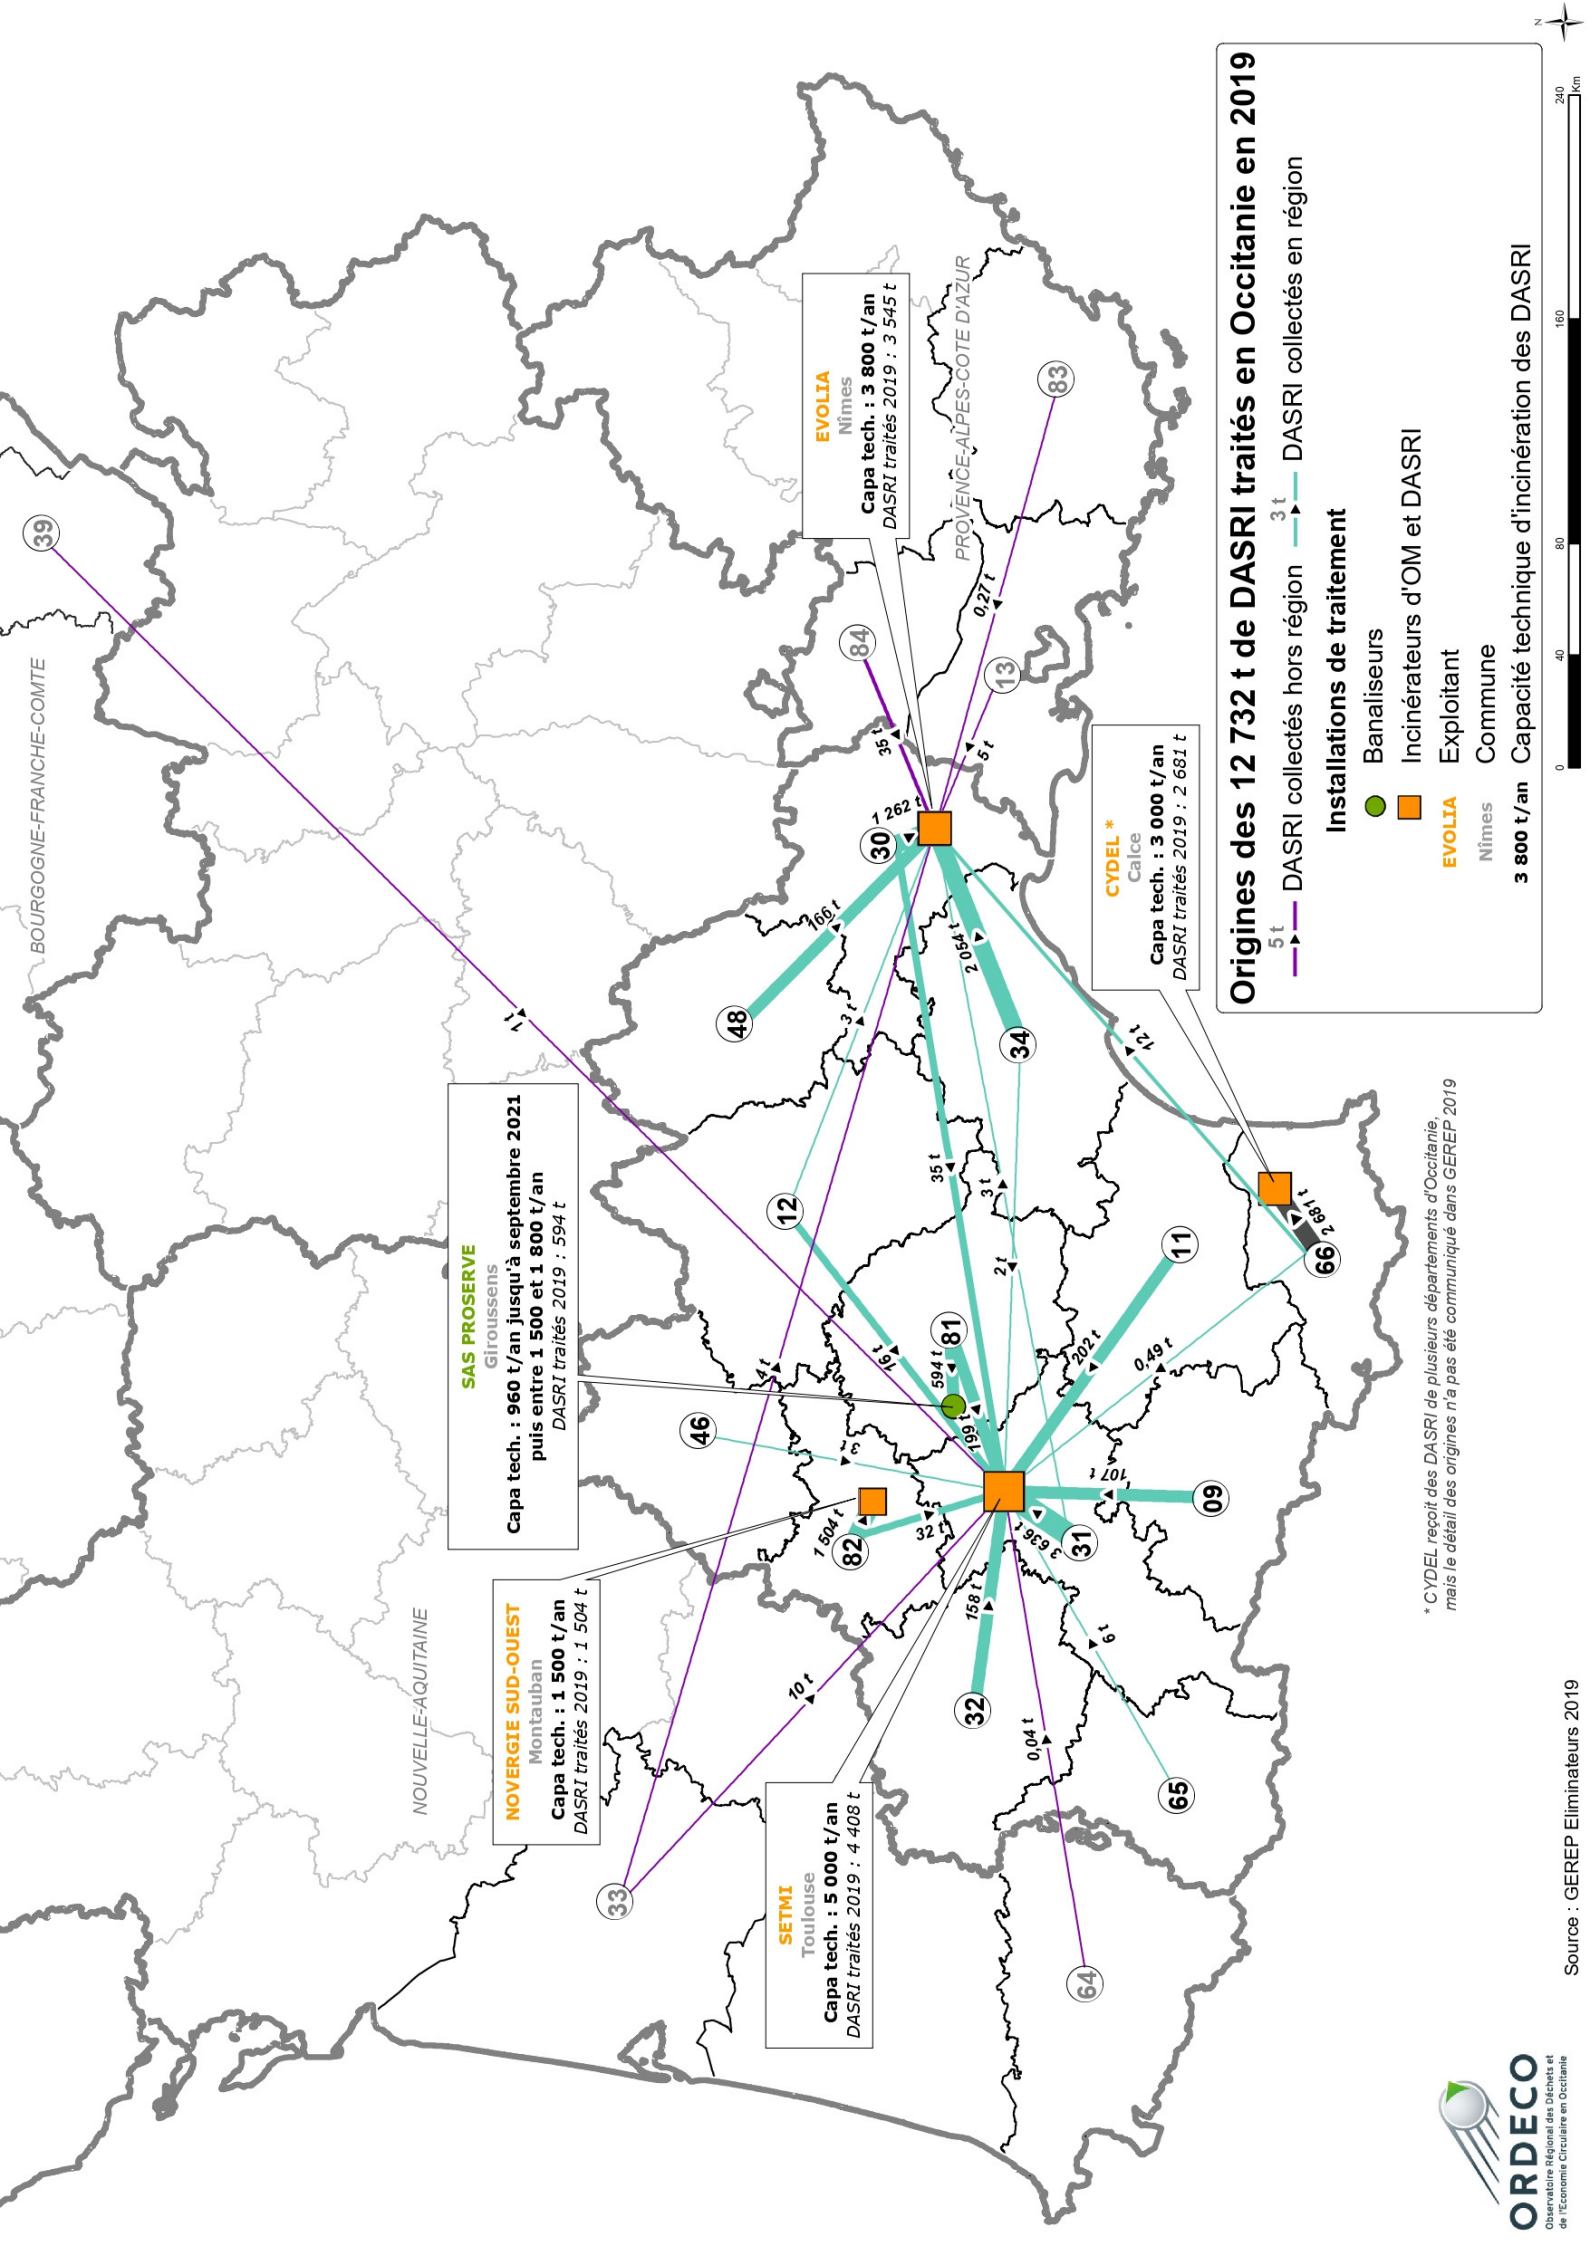 BOURGOGNE-FRANCHE-COMTE
NOUVELLE-AQUITAINE
PROVENCE-ALPES-COTE D'AZUR
SAS PROSERVE
Giroussens
Capa tech. : 960 t/an jusqu'à septembre 2021
puis entre 1 500 et 1 800 t/an
DASRI traités 2019 : 594 t
NOVERGIE SUD-OUEST
Montauban
Capa tech. : 1 500 t/an
DASRI traités 2019 : 1 504 t
SETMI
Toulouse
Capa tech. : 5 000 t/an
DASRI traités 2019 : 4 408 t
EVOLIA
Nîmes
Capa tech. : 3 800 t/an
DASRI traités 2019 : 3 545 t
CYDEL *
Calce
Capa tech. : 3 000 t/an
DASRI traités 2019 : 2 681 t
39
33
64
65
32
82
46
31
09
81
12
11
66
48
34
30
84
13
83
1 t
4 t
10 t
0,04 t
6 t
158 t
32 t
1 504 t
3 t
3 636 t
107 t
199 t
594 t
16 t
202 t
0,49 t
2 t
3 t
35 t
3 t
2 681 t
12 t
166 t
2 054 t
1 262 t
35 t
5 t
0,27 t
Origines des 12 732 t de DASRI traités en Occitanie en 2019
5 t
DASRI collectés hors région
3 t
DASRI collectés en région
Installations de traitement
Banaliseurs
Incinérateurs d'OM et DASRI
EVOLIA Exploitant
Nîmes Commune
3 800 t/an Capacité technique d'incinération des DASRI
* CYDEL reçoit des DASRI de plusieurs départements d'Occitanie,
mais le détail des origines n'a pas été communiqué dans GEREP 2019
0 40 80 160 240
Km
N
ORDECO
Observatoire Régional des Déchets et
de l'Economie Circulaire en Occitanie
Source : GEREP Eliminateurs 2019